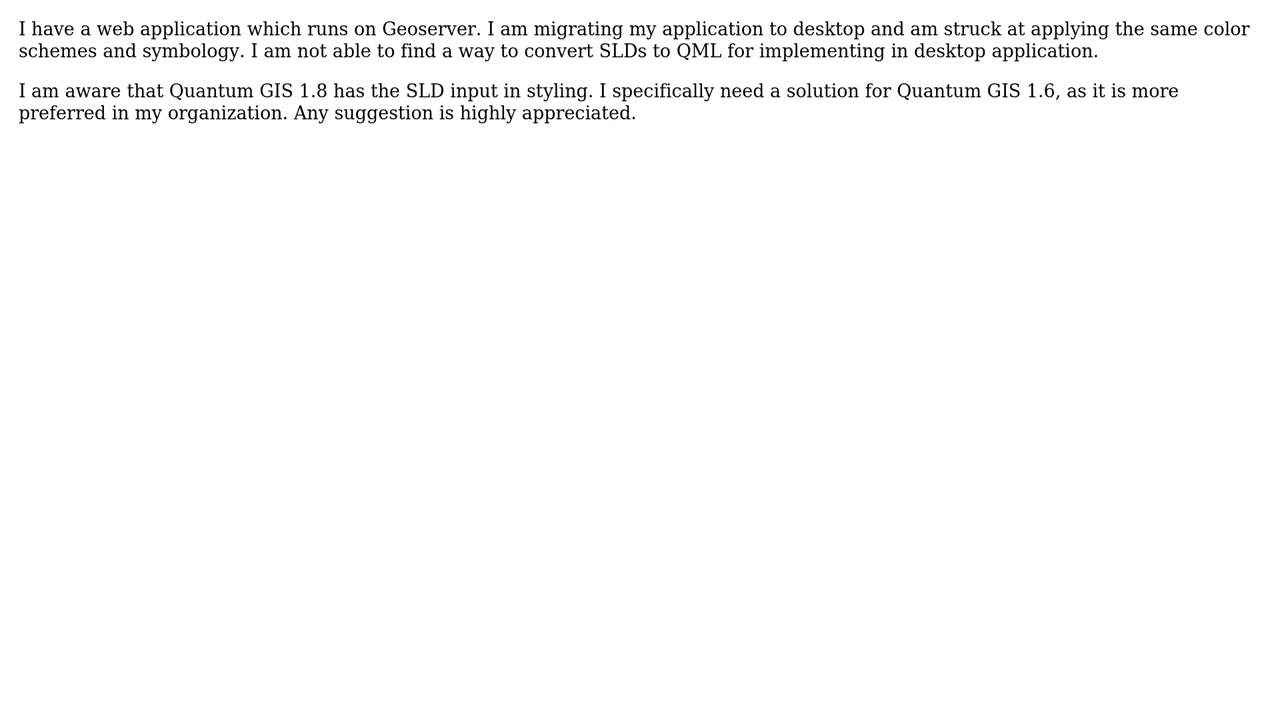 I have a web application which runs on Geoserver. I am migrating my application to desktop and am struck at applying the same color
schemes and symbology. I am not able to find a way to convert SLDs to QML for implementing in desktop application.
I am aware that Quantum GIS 1.8 has the SLD input in styling. I specifically need a solution for Quantum GIS 1.6, as it is more
preferred in my organization. Any suggestion is highly appreciated.